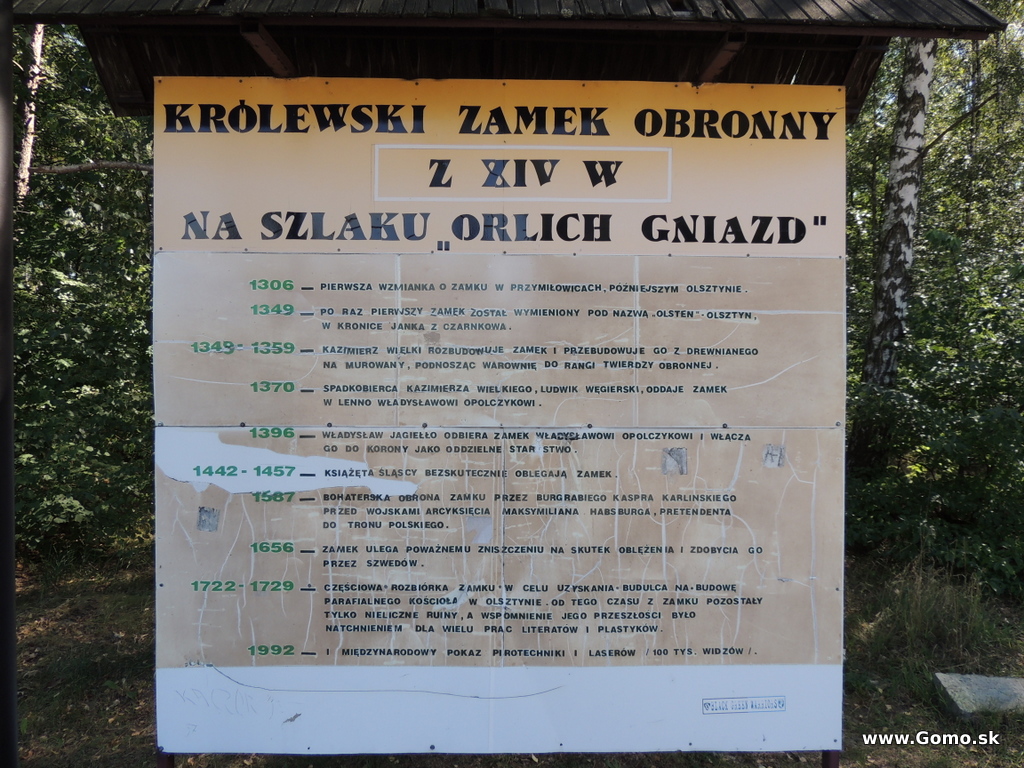 KRÓLEWSKI ZAMEK OBRONNY
Z XIV W
NA SZLAKU „ORLICH GNIAZD"
1306 — PIERWSZA WZMIANKA O ZAMKU W PRZYMIŁOWICACH, PÓŹNIEJSZYM OLSZTYNIE.
1349 — PO RAZ PIERWSZY ZAMEK ZOSTAŁ WYMIENIONY POD NAZWĄ „OLSTEN"-OLSZTYN,
W KRONICE JANKA Z CZARNKOWA.
1349-1359 — KAZIMIERZ WIELKI ROZBUDOWUJE ZAMEK I PRZEBUDOWUJE GO Z DREWNIANEGO
NA MUROWANY, PODNOSZĄC WAROWNIĘ DO RANGI TWIERDZY OBRONNEJ.
1370 — SPADKOBIERCA KAZIMIERZA WIELKIEGO, LUDWIK WĘGIERSKI, ODDAJE ZAMEK
W LENNO WŁADYSŁAWOWI OPOLCZYKOWI.
1396 — WŁADYSŁAW JAGIEŁŁO ODBIERA ZAMEK WŁADYSŁAWOWI OPOLCZYKOWI I WŁĄCZA
GO DO KORONY JAKO ODDZIELNE STAROSTWO.
1442-1457 — KSIĄŻĘTA ŚLĄSCY BEZSKUTECZNIE OBLEGAJĄ ZAMEK.
1587 — BOHATERSKA OBRONA ZAMKU PRZEZ BURGRABIEGO KASPRA KARLINSKIEGO
PRZED WOJSKAMI ARCYKSIĘCIA MAKSYMILIANA HABSBURGA, PRETENDENTA
DO TRONU POLSKIEGO.
1656 — ZAMEK ULEGA POWAŻNEMU ZNISZCZENIU NA SKUTEK OBLĘŻENIA I ZDOBYCIA GO
PRZEZ SZWEDÓW.
1722-1729 — CZĘŚCIOWA ROZBIÓRKA ZAMKU W CELU UZYSKANIA BUDULCA NA BUDOWĘ
PARAFIALNEGO KOŚCIOŁA W OLSZTYNIE. OD TEGO CZASU Z ZAMKU POZOSTAŁY
TYLKO NIELICZNE RUINY, A WSPOMNIENIE JEGO PRZESZŁOŚCI BYŁO
NATCHNIENIEM DLA WIELU PRAC LITERATÓW I PLASTYKÓW.
1992 — I MIĘDZYNARODOWY POKAZ PIROTECHNIKI I LASERÓW /100 TYS. WIDZÓW/.
www.Gomo.sk